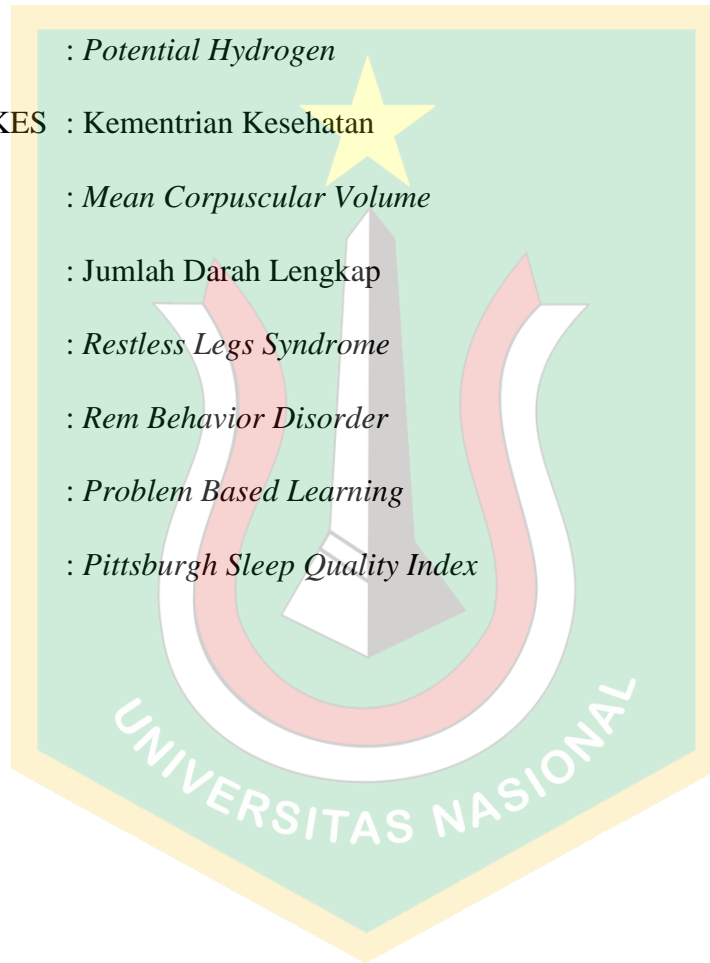 : Potential Hydrogen
KES : Kementrian Kesehatan
: Mean Corpuscular Volume
: Jumlah Darah Lengkap
: Restless Legs Syndrome
: Rem Behavior Disorder
: Problem Based Learning
: Pittsburgh Sleep Quality Index
UNIVERSITAS NASIONAL